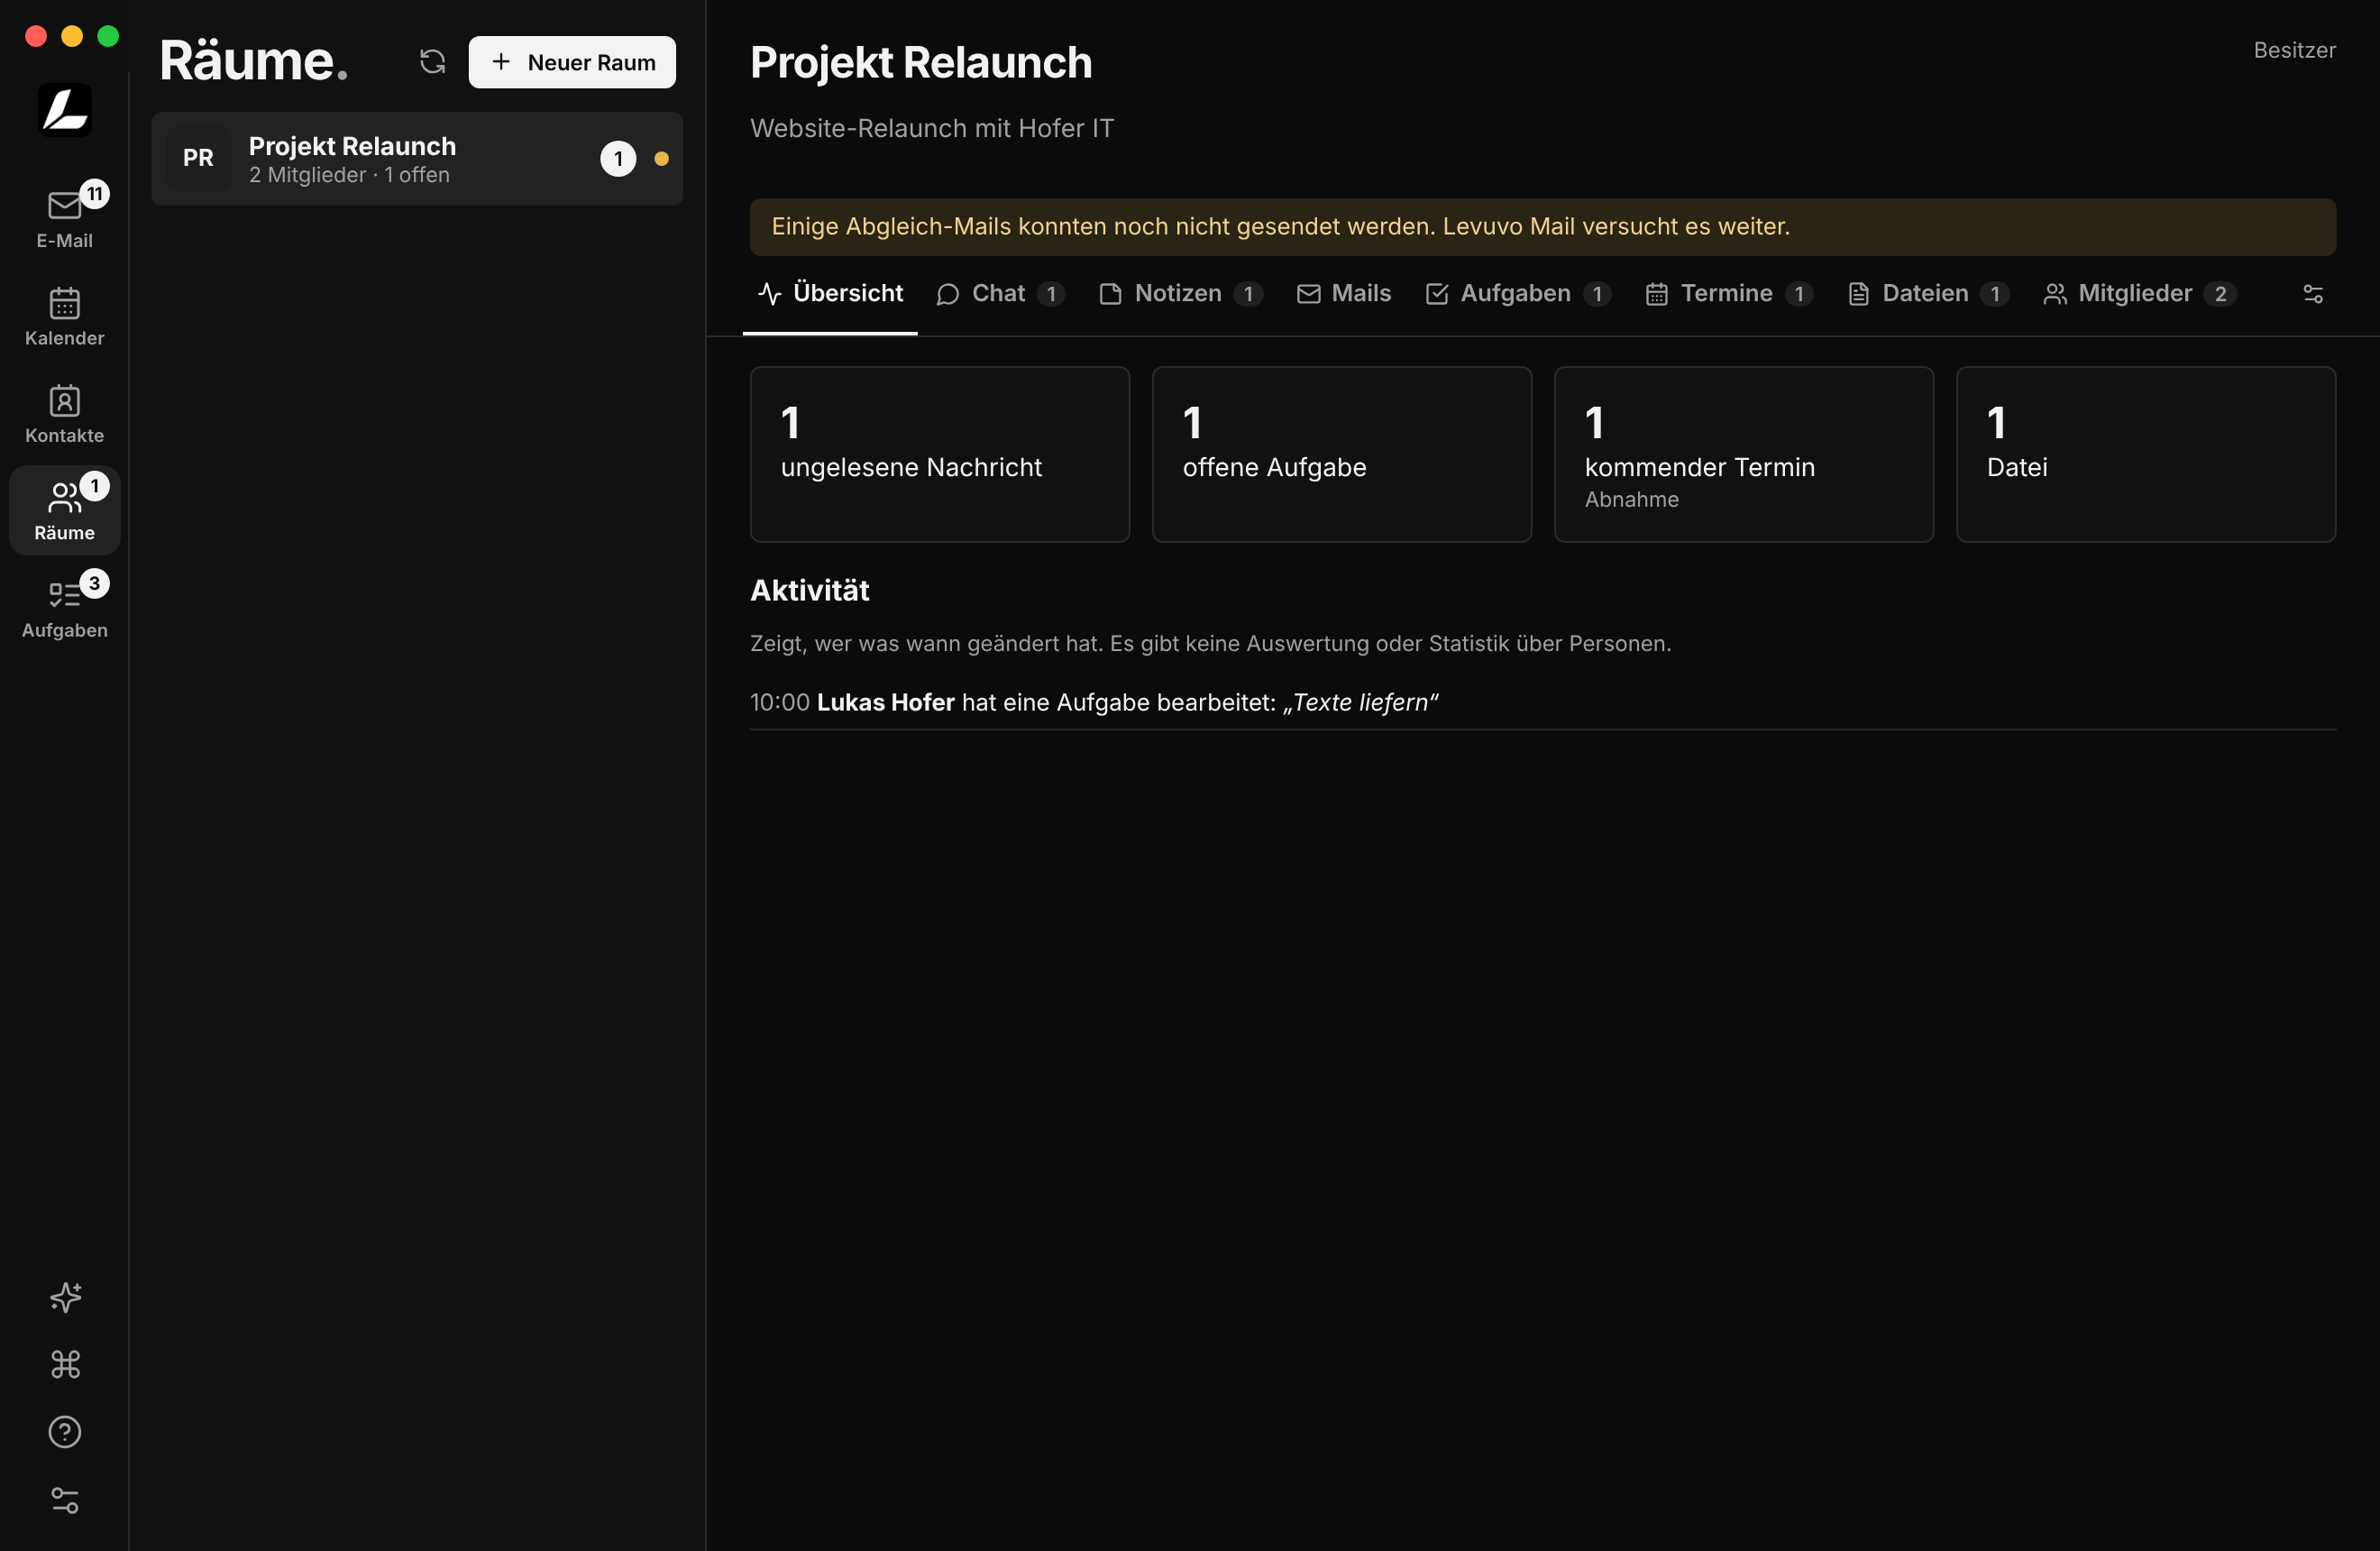 Räume.
Neuer Raum
PR
Projekt Relaunch
2 Mitglieder · 1 offen
1
11
E-Mail
Kalender
Kontakte
1
Räume
3
Aufgaben
Projekt Relaunch
Besitzer
Website-Relaunch mit Hofer IT
Einige Abgleich-Mails konnten noch nicht gesendet werden. Levuvo Mail versucht es weiter.
Übersicht Chat 1 Notizen 1 Mails Aufgaben 1 Termine 1 Dateien 1 Mitglieder 2
1
ungelesene Nachricht
1
offene Aufgabe
1
kommender Termin
Abnahme
1
Datei
Aktivität
Zeigt, wer was wann geändert hat. Es gibt keine Auswertung oder Statistik über Personen.
10:00 Lukas Hofer hat eine Aufgabe bearbeitet: „Texte liefern“